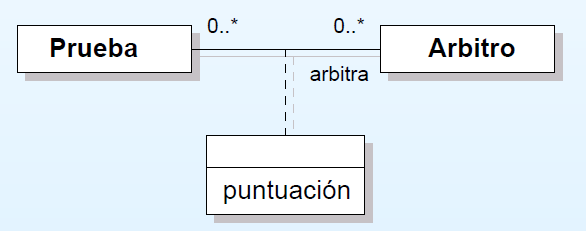 0..*
0..*
Prueba
Arbitro
arbitra
puntuación